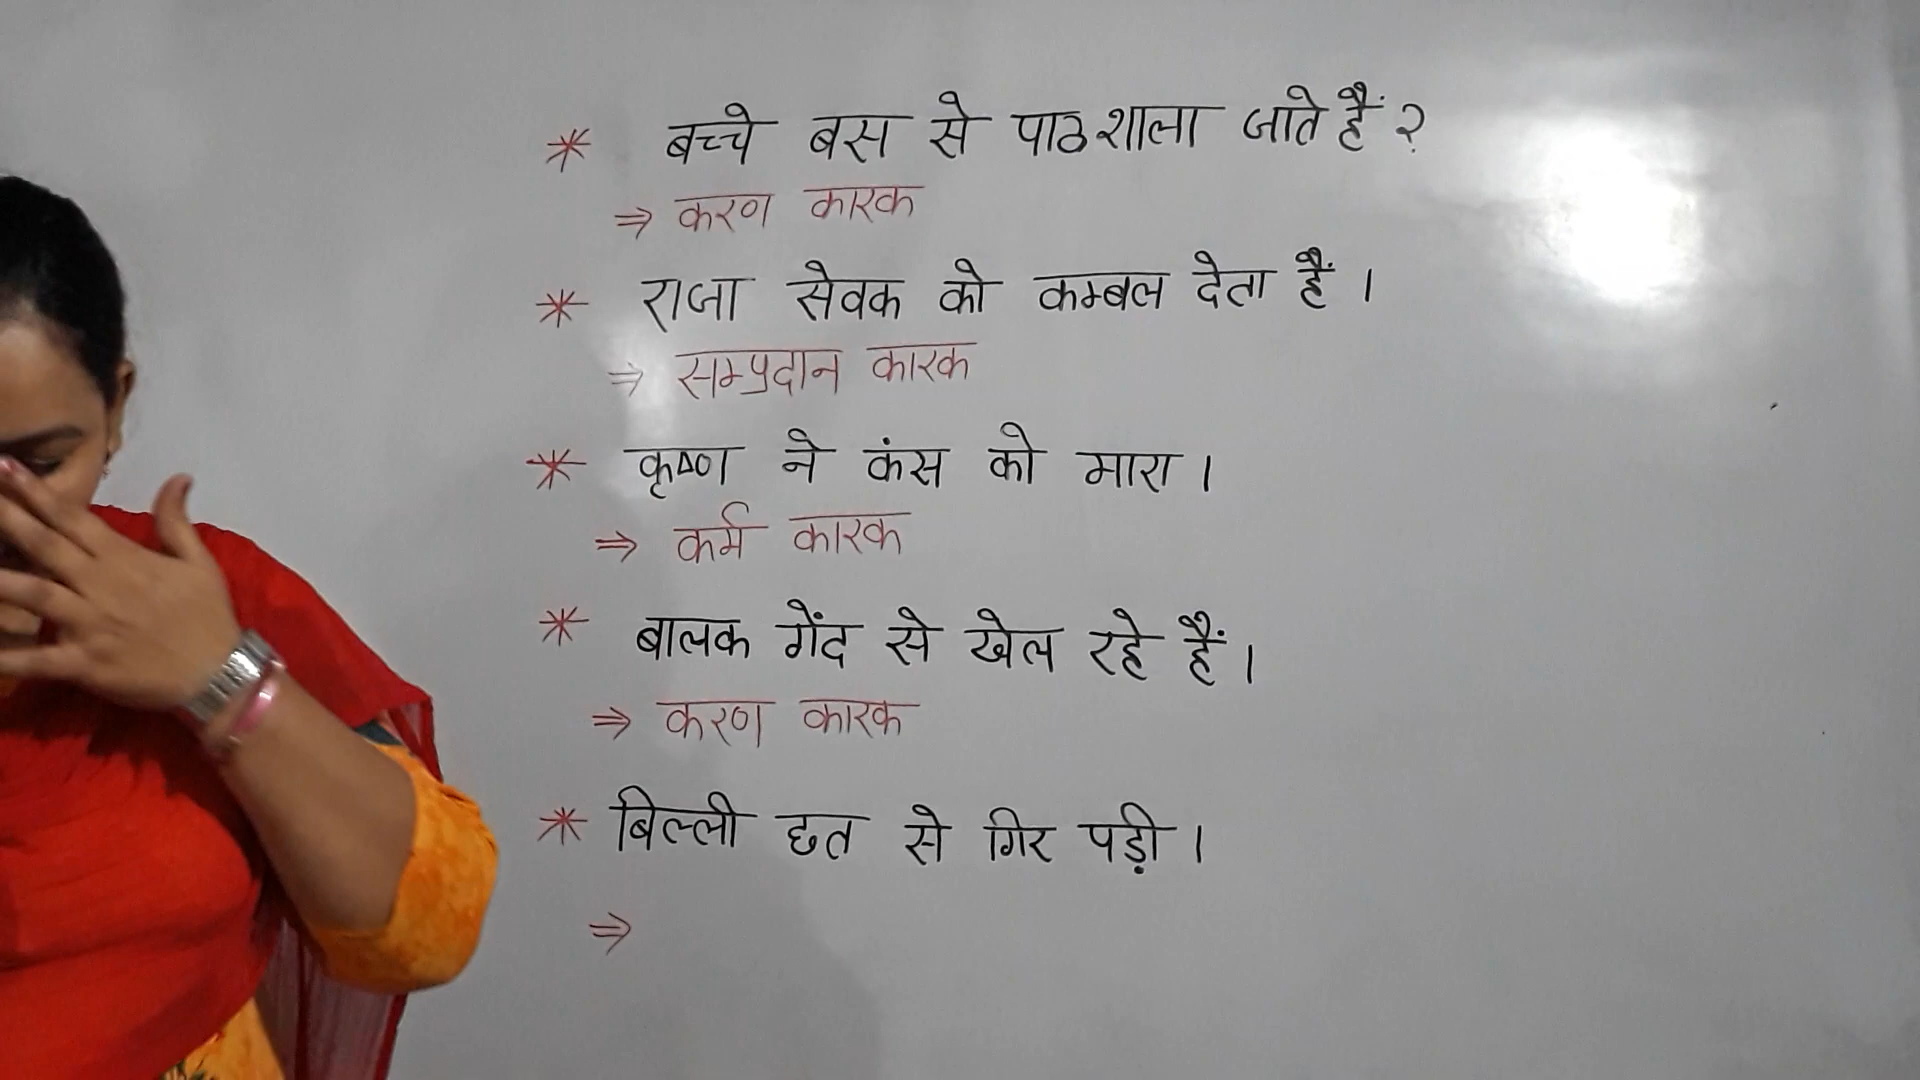 * बच्चे बस से पाठशाला जाते हैं ?
⇒ करण कारक
* राजा सेवक को कम्बल देता हैं ।
⇒ सम्प्रदान कारक
* कृष्ण ने कंस को मारा ।
⇒ कर्म कारक
* बालक गेंद से खेल रहे हैं ।
⇒ करण कारक
* बिल्ली छत से गिर पड़ी ।
⇒